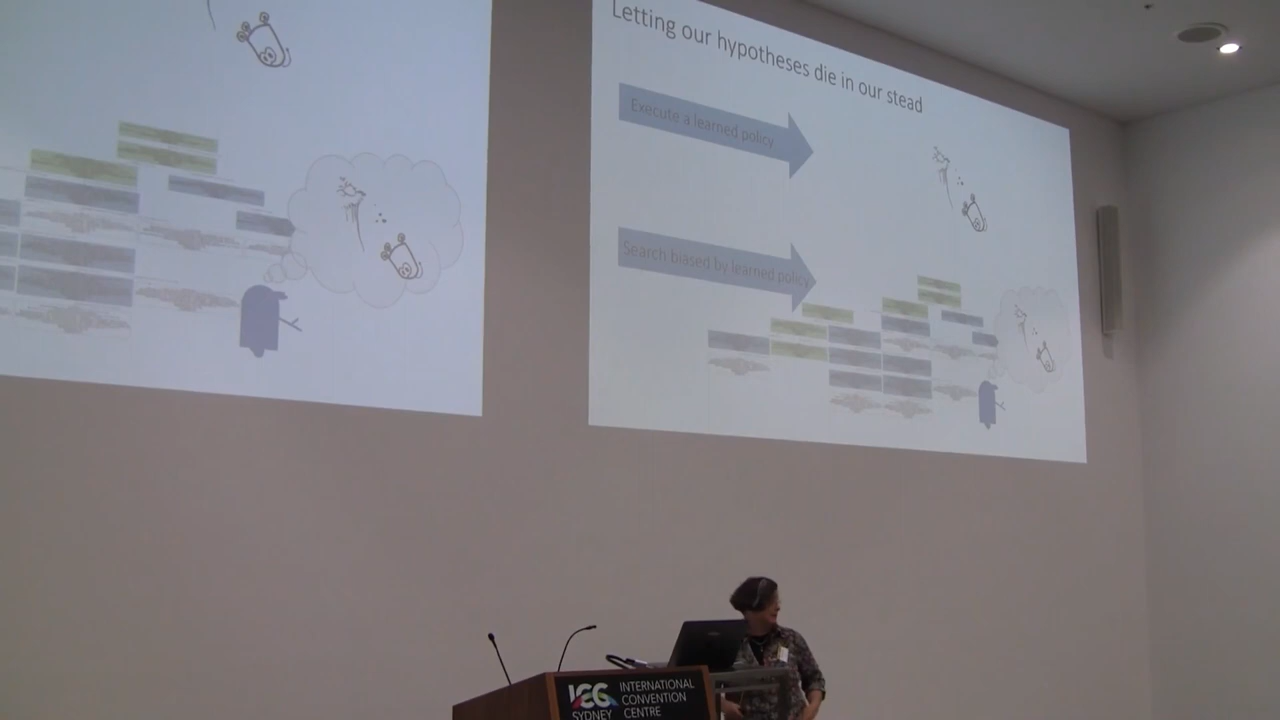 Letting our hypotheses die in our stead
Execute a learned policy
Search biased by learned policy
ICC
SYDNEY
INTERNATIONAL
CONVENTION
CENTRE